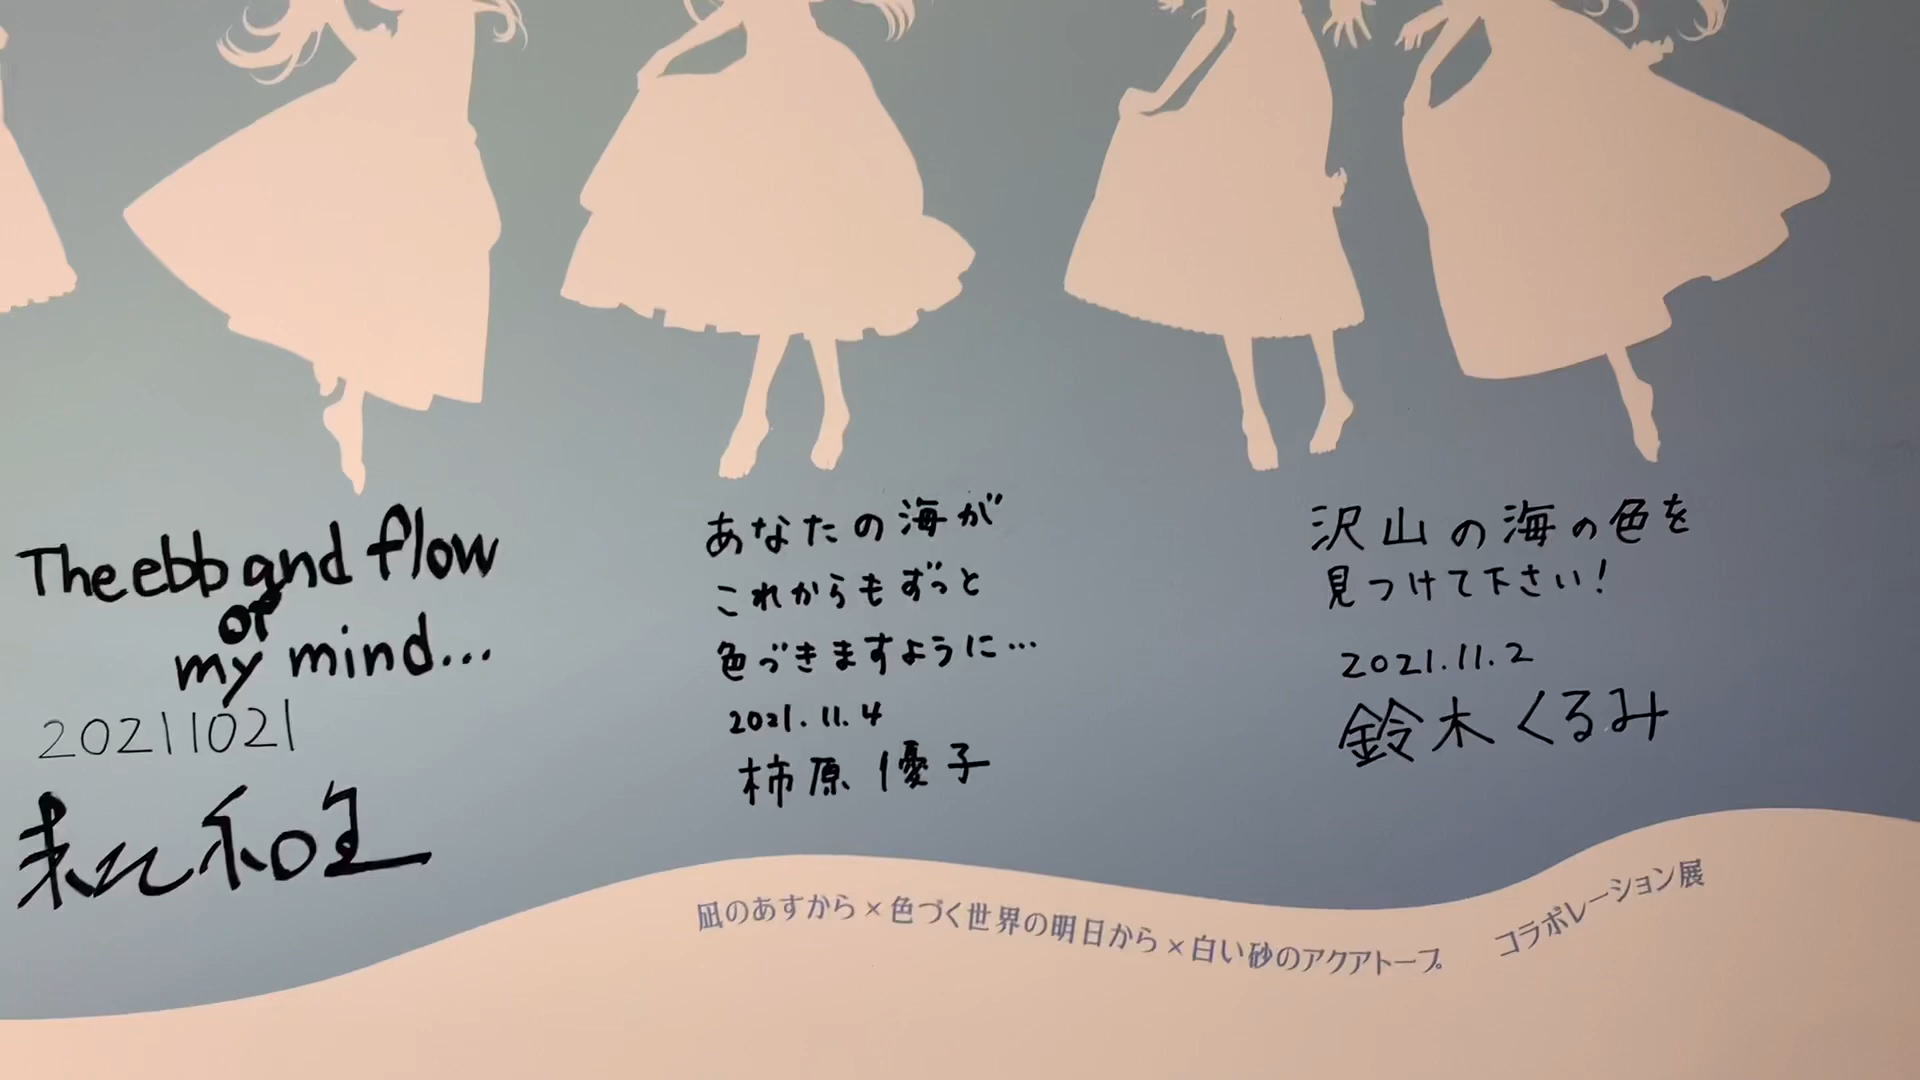 The ebb and flow
of
my mind...
20211021
あなたの海が
これからもずっと
色づきますように…
2021.11.4
柿原優子
沢山の海の色を
見つけて下さい!
2021.11.2
鈴木くるみ
凪のあすから×色づく世界の明日から×白い砂のアクアトープ コラボレーション展